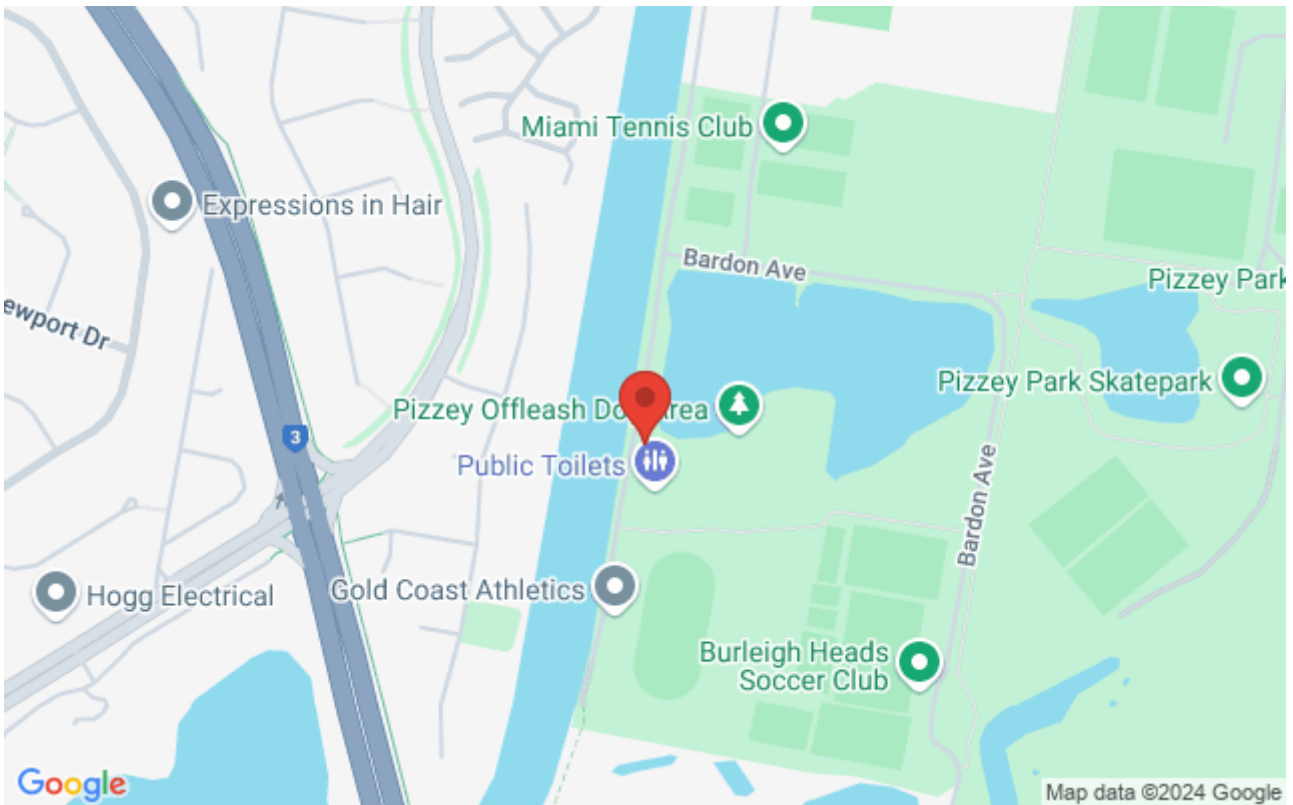 Miami Tennis Club
Expressions in Hair
Bardon Ave
Pizzey Park
ewport Dr
Pizzey Park Skatepark
Pizzey Offleash Do Area
3
Public Toilets
Bardon Ave
Gold Coast Athletics
Hogg Electrical
Burleigh Heads
Soccer Club
Google
Map data ©2024 Google